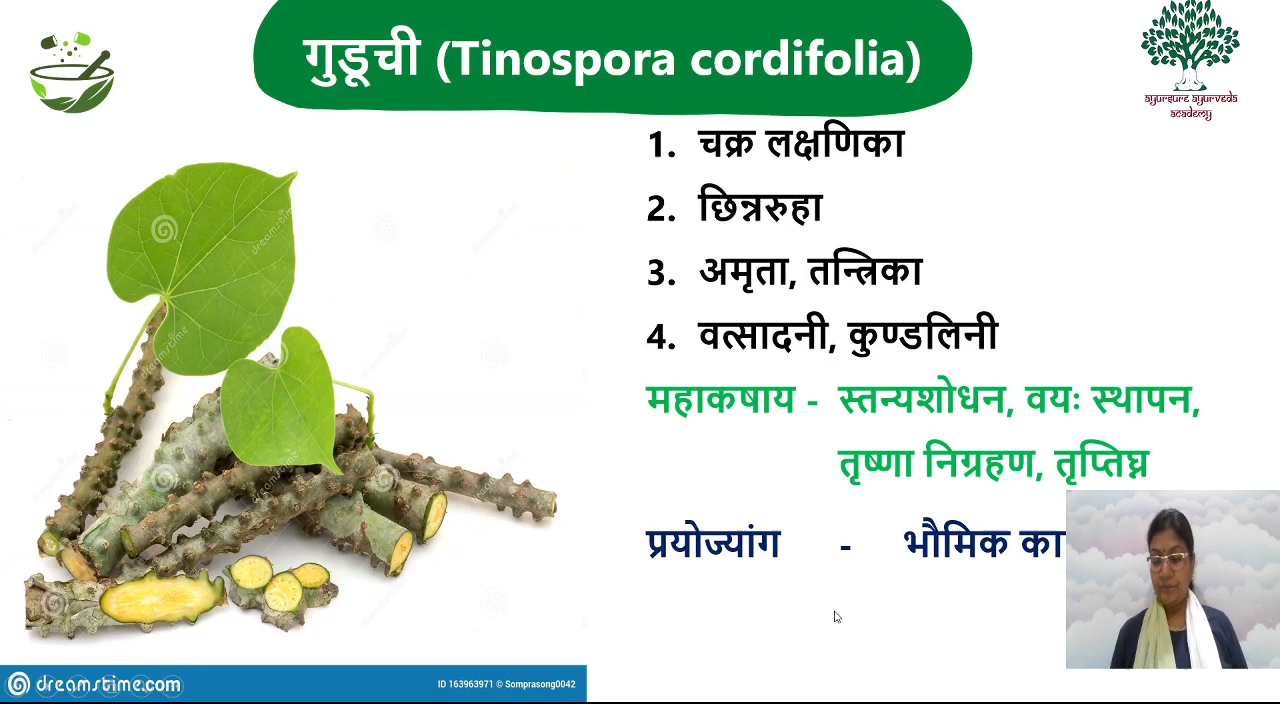 गुडूची (Tinospora cordifolia)
ayursure ayurveda
academy
1. चक्र लक्षणिका
2. छिन्नरुहा
3. अमृता, तन्त्रिका
4. वत्सादनी, कुण्डलिनी
महाकषाय - स्तन्यशोधन, वयः स्थापन,
तृष्णा निग्रहण, तृप्तिघ्न
प्रयोज्यांग - भौमिक का
dreamstime.com
ID 163963971 © Somprasong0042